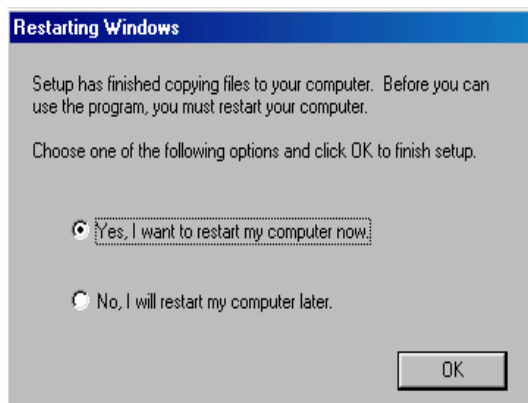 Restarting Windows
Setup has finished copying files to your computer.  Before you can
use the program, you must restart your computer.
Choose one of the following options and click OK to finish setup.
Yes, I want to restart my computer now.
No, I will restart my computer later.
OK